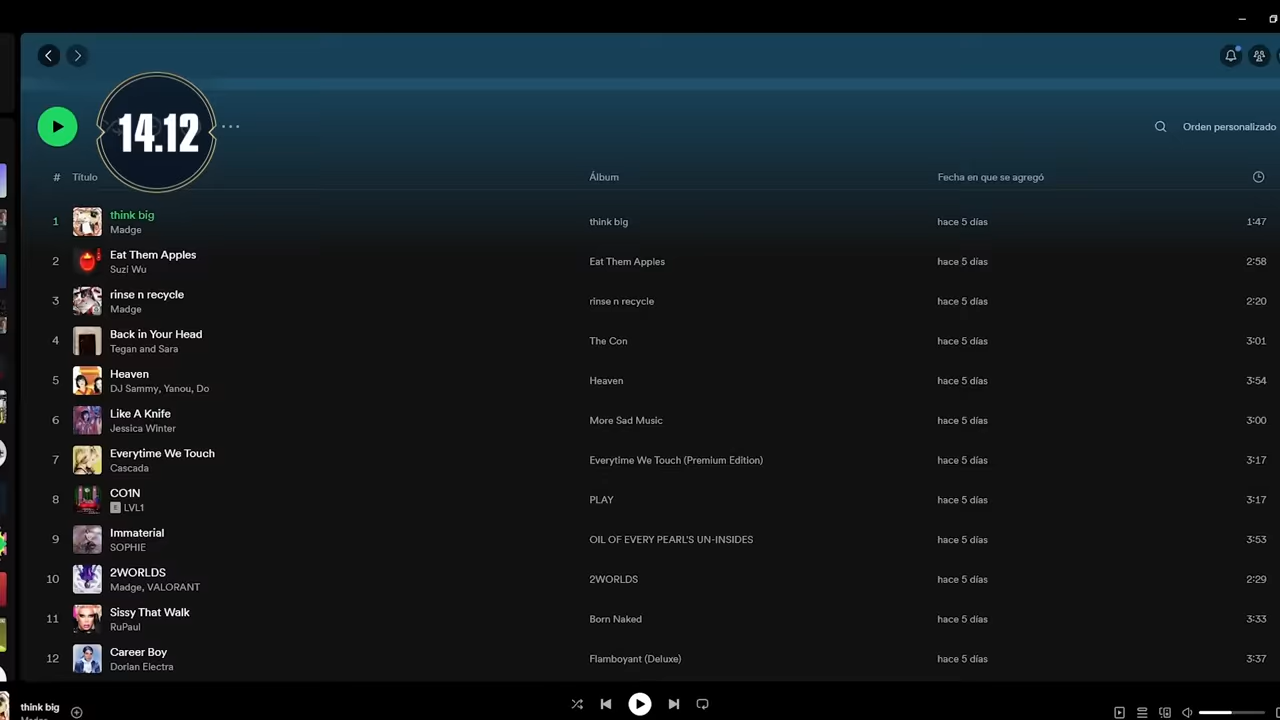 14.12
Orden personalizado
# Título Álbum Fecha en que se agregó
1 think big Madge think big hace 5 días 1:47
2 Eat Them Apples Suzi Wu Eat Them Apples hace 5 días 2:58
3 rinse n recycle Madge rinse n recycle hace 5 días 2:20
4 Back in Your Head Tegan and Sara The Con hace 5 días 3:01
5 Heaven DJ Sammy, Yanou, Do Heaven hace 5 días 3:54
6 Like A Knife Jessica Winter More Sad Music hace 5 días 3:00
7 Everytime We Touch Cascada Everytime We Touch (Premium Edition) hace 5 días 3:17
8 CO1N E LVL1 PLAY hace 5 días 3:17
9 Immaterial SOPHIE OIL OF EVERY PEARL'S UN-INSIDES hace 5 días 3:53
10 2WORLDS Madge, VALORANT 2WORLDS hace 5 días 2:29
11 Sissy That Walk RuPaul Born Naked hace 5 días 3:33
12 Career Boy Dorian Electra Flamboyant (Deluxe) hace 5 días 3:37
think big
Madge